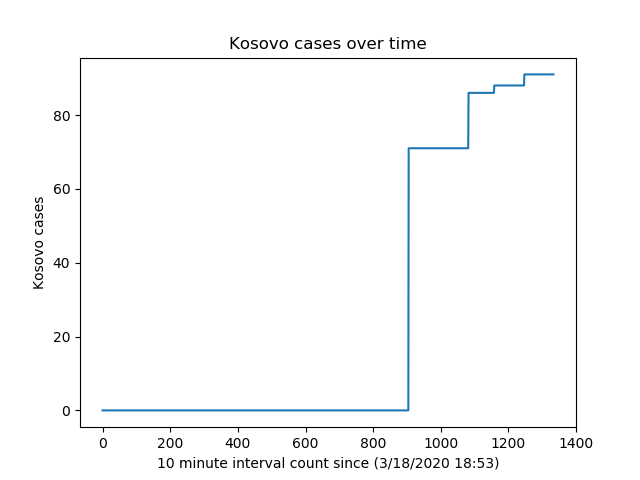 Kosovo cases over time
80
60
40
20
0
Kosovo cases
0 200 400 600 800 1000 1200 1400
10 minute interval count since (3/18/2020 18:53)